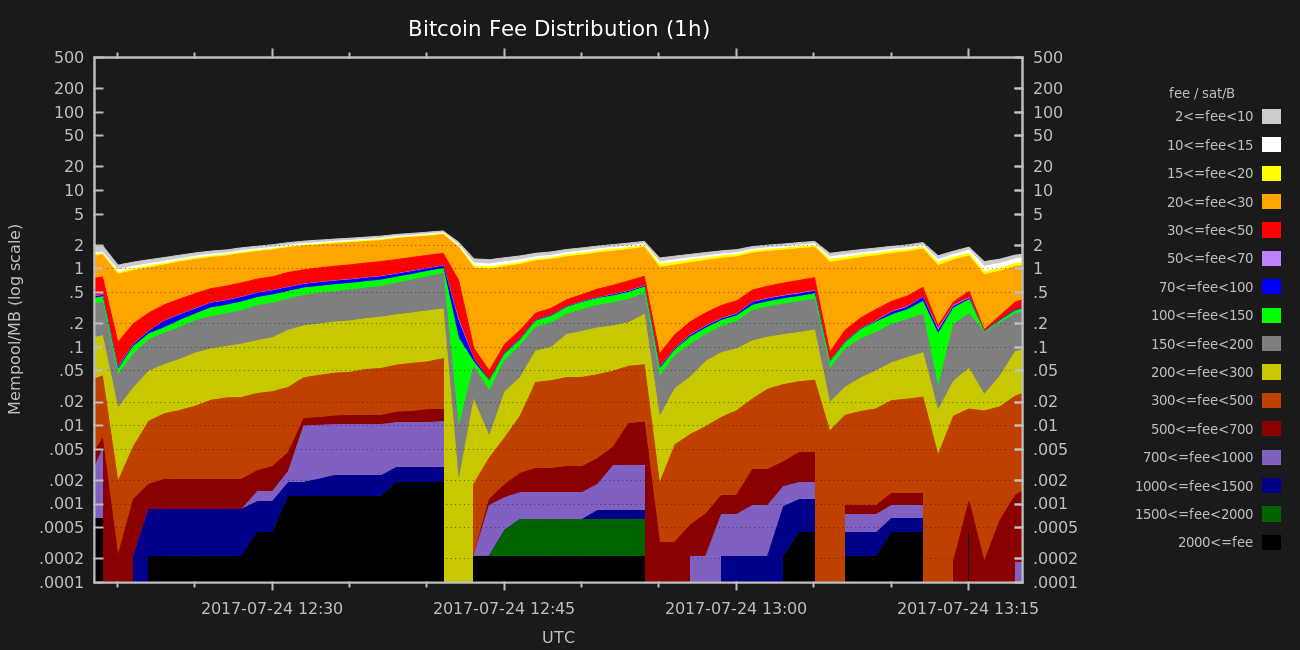 Bitcoin Fee Distribution (1h)
500 500
200 200
100 100
50 50
20 20
10 10
5 5
2 2
1 1
.5 .5
.2 .2
.1 .1
.05 .05
.02 .02
.01 .01
.005 .005
.002 .002
.001 .001
.0005 .0005
.0002 .0002
.0001 .0001
Mempool/MB (log scale)
2017-07-24 12:30 2017-07-24 12:45 2017-07-24 13:00 2017-07-24 13:15
UTC
fee / sat/B
2<=fee<10
10<=fee<15
15<=fee<20
20<=fee<30
30<=fee<50
50<=fee<70
70<=fee<100
100<=fee<150
150<=fee<200
200<=fee<300
300<=fee<500
500<=fee<700
700<=fee<1000
1000<=fee<1500
1500<=fee<2000
2000<=fee